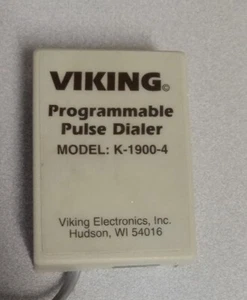 VIKING©
Programmable
Pulse Dialer
MODEL: K-1900-4
Viking Electronics, Inc.
Hudson, WI 54016